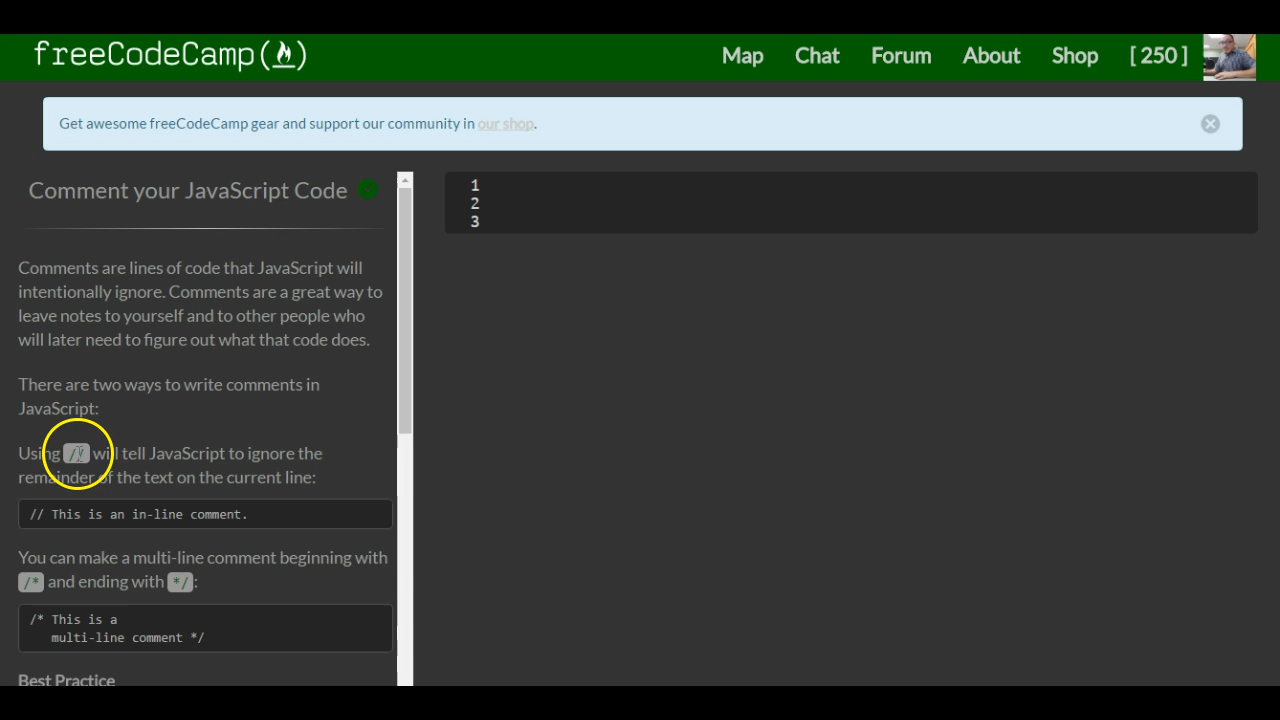 freeCodeCamp(🔥)
Map Chat Forum About Shop [ 250 ]
Get awesome freeCodeCamp gear and support our community in our shop.
Comment your JavaScript Code
Comments are lines of code that JavaScript will
intentionally ignore. Comments are a great way to
leave notes to yourself and to other people who
will later need to figure out what that code does.
There are two ways to write comments in
JavaScript:
Using // will tell JavaScript to ignore the
remainder of the text on the current line:
// This is an in-line comment.
You can make a multi-line comment beginning with
/* and ending with */:
/* This is a
multi-line comment */
Best Practice
1
2
3